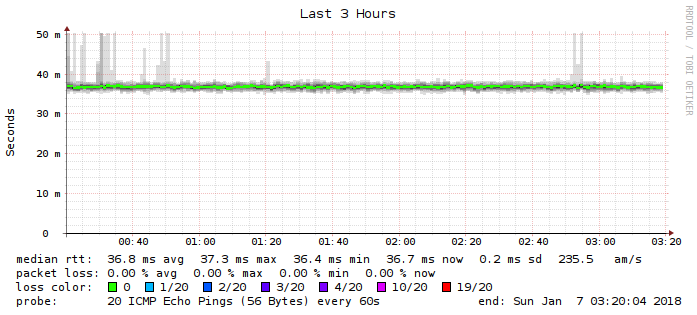 Last 3 Hours
RRDTOOL / TOBI OETIKER
Seconds
50 m
40 m
30 m
20 m
10 m
0
00:40 01:00 01:20 01:40 02:00 02:20 02:40 03:00 03:20
median rtt: 36.8 ms avg 37.3 ms max 36.4 ms min 36.7 ms now 0.2 ms sd 235.5 am/s
packet loss: 0.00 % avg 0.00 % max 0.00 % min 0.00 % now
loss color: 0 1/20 2/20 3/20 4/20 10/20 19/20
probe: 20 ICMP Echo Pings (56 Bytes) every 60s end: Sun Jan 7 03:20:04 2018